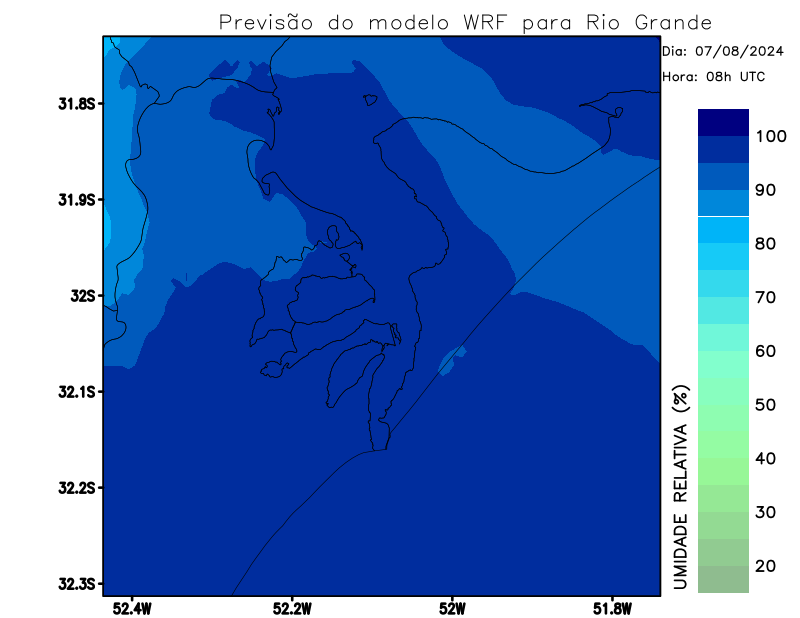 Previsão do modelo WRF para Rio Grande
Dia: 07/08/2024
Hora: 08h UTC
31.8S
31.9S
32S
32.1S
32.2S
32.3S
52.4W 52.2W 52W 51.8W
UMIDADE RELATIVA (%)
100
90
80
70
60
50
40
30
20